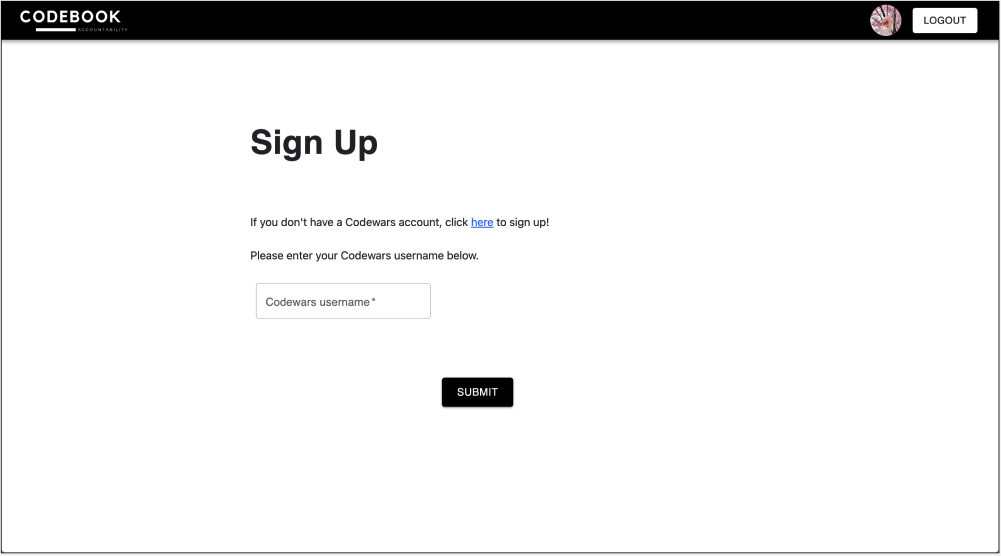 CODEBOOK
ACCOUNTABILITY
LOGOUT
Sign Up
If you don't have a Codewars account, click here to sign up!
Please enter your Codewars username below.
Codewars username *
SUBMIT